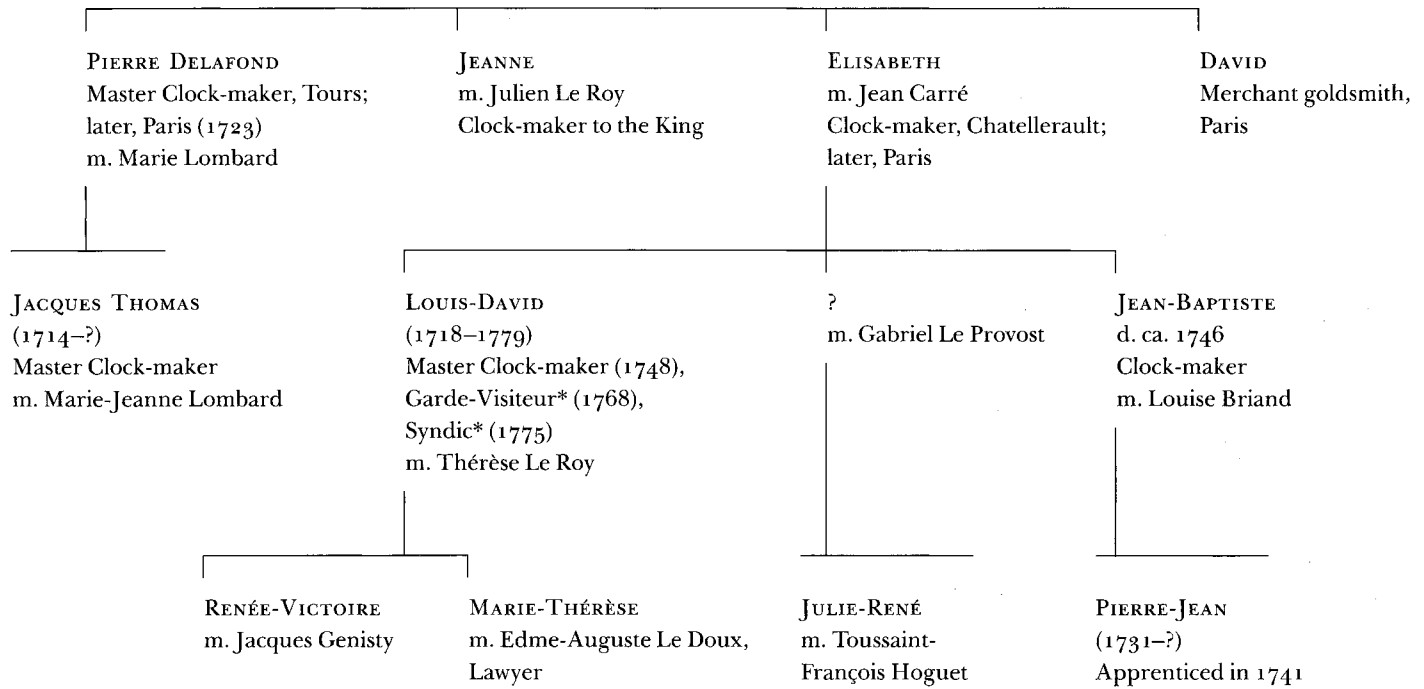 PIERRE DELAFOND
Master Clock-maker, Tours;
later, Paris (1723)
m. Marie Lombard
JEANNE
m. Julien Le Roy
Clock-maker to the King
ELISABETH
m. Jean Carré
Clock-maker, Chatellerault;
later, Paris
DAVID
Merchant goldsmith,
Paris
JACQUES THOMAS
(1714–?)
Master Clock-maker
m. Marie-Jeanne Lombard
LOUIS-DAVID
(1718–1779)
Master Clock-maker (1748),
Garde-Visiteur* (1768),
Syndic* (1775)
m. Thérèse Le Roy
?
m. Gabriel Le Provost
JEAN-BAPTISTE
d. ca. 1746
Clock-maker
m. Louise Briand
RENÉE-VICTOIRE
m. Jacques Genisty
MARIE-THÉRÈSE
m. Edme-Auguste Le Doux,
Lawyer
JULIE-RENÉ
m. Toussaint-
François Hoguet
PIERRE-JEAN
(1731–?)
Apprenticed in 1741